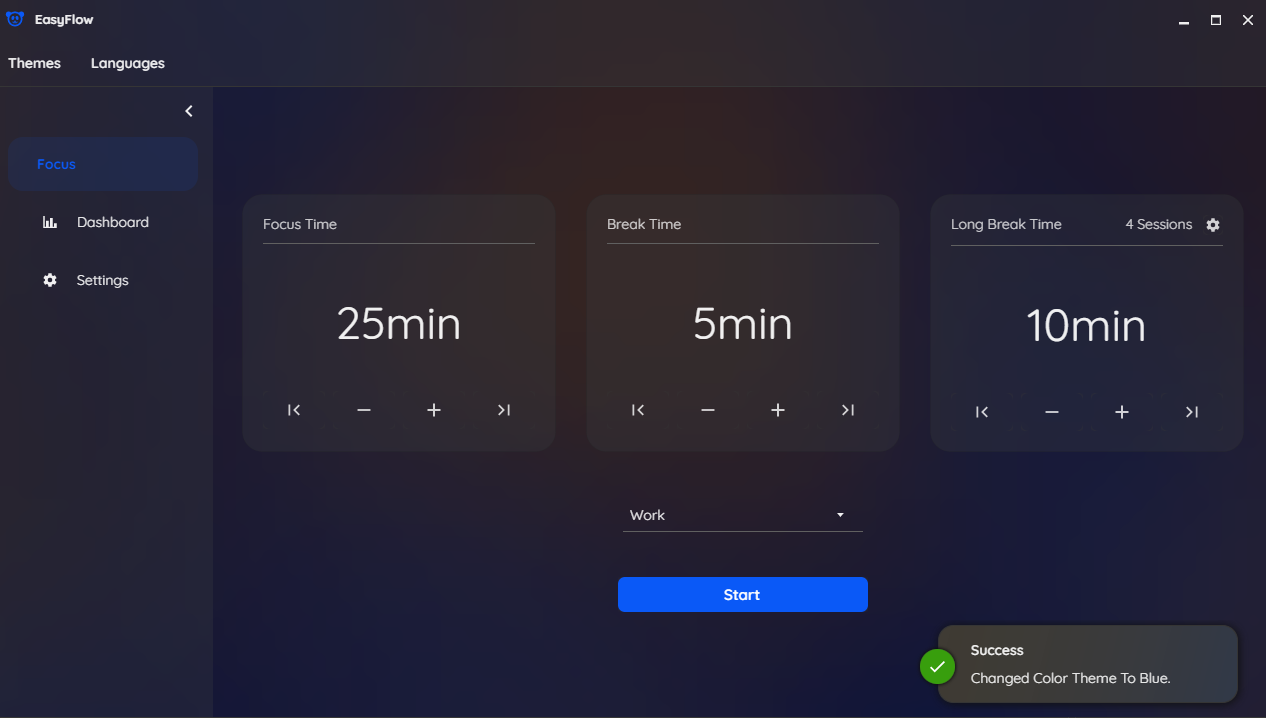 EasyFlow
Themes Languages
Focus
Dashboard
Settings
Focus Time
25min
Break Time
5min
Long Break Time 4 Sessions
10min
Work
Start
Success
Changed Color Theme To Blue.